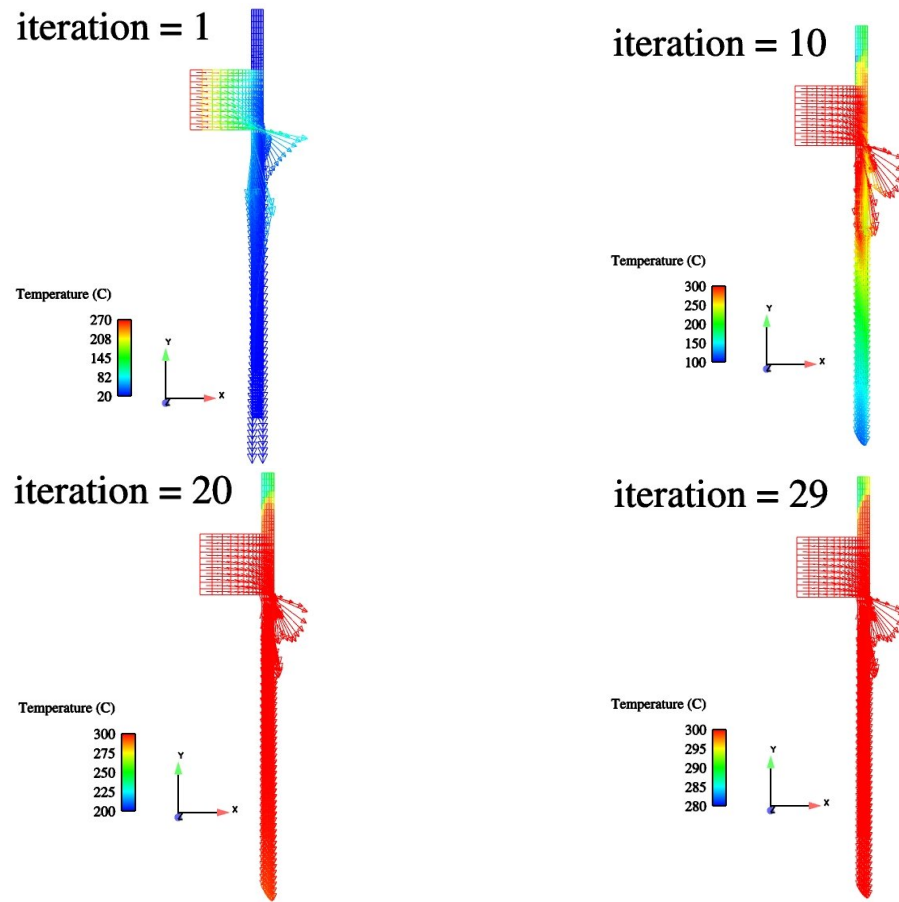 iteration = 1
Temperature (C)
270
208
145
82
20
Y
X
Z
iteration = 10
Temperature (C)
300
250
200
150
100
Y
X
Z
iteration = 20
Temperature (C)
300
275
250
225
200
Y
X
Z
iteration = 29
Temperature (C)
300
295
290
285
280
Y
X
Z